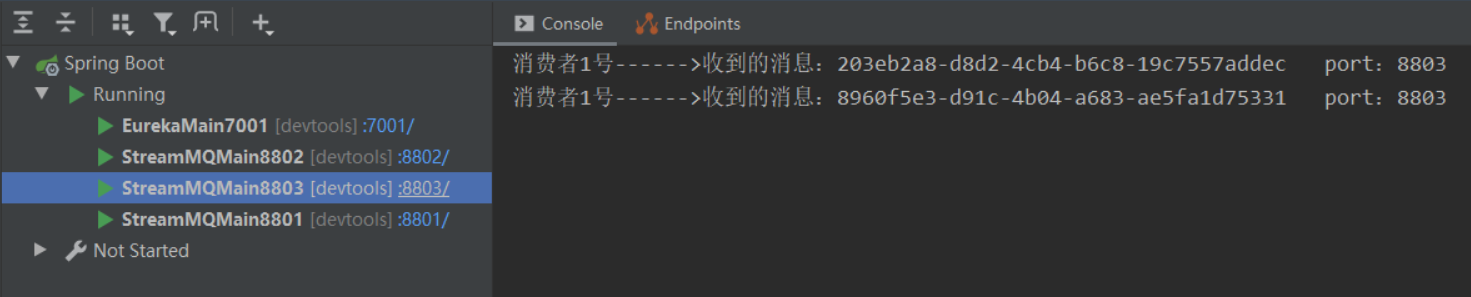 Console
Endpoints
Spring Boot
Running
EurekaMain7001 [devtools] :7001/
StreamMQMain8802 [devtools] :8802/
StreamMQMain8803 [devtools] :8803/
StreamMQMain8801 [devtools] :8801/
Not Started
消费者1号------>收到的消息：203eb2a8-d8d2-4cb4-b6c8-19c7557addec port：8803
消费者1号------>收到的消息：8960f5e3-d91c-4b04-a683-ae5fa1d75331 port：8803